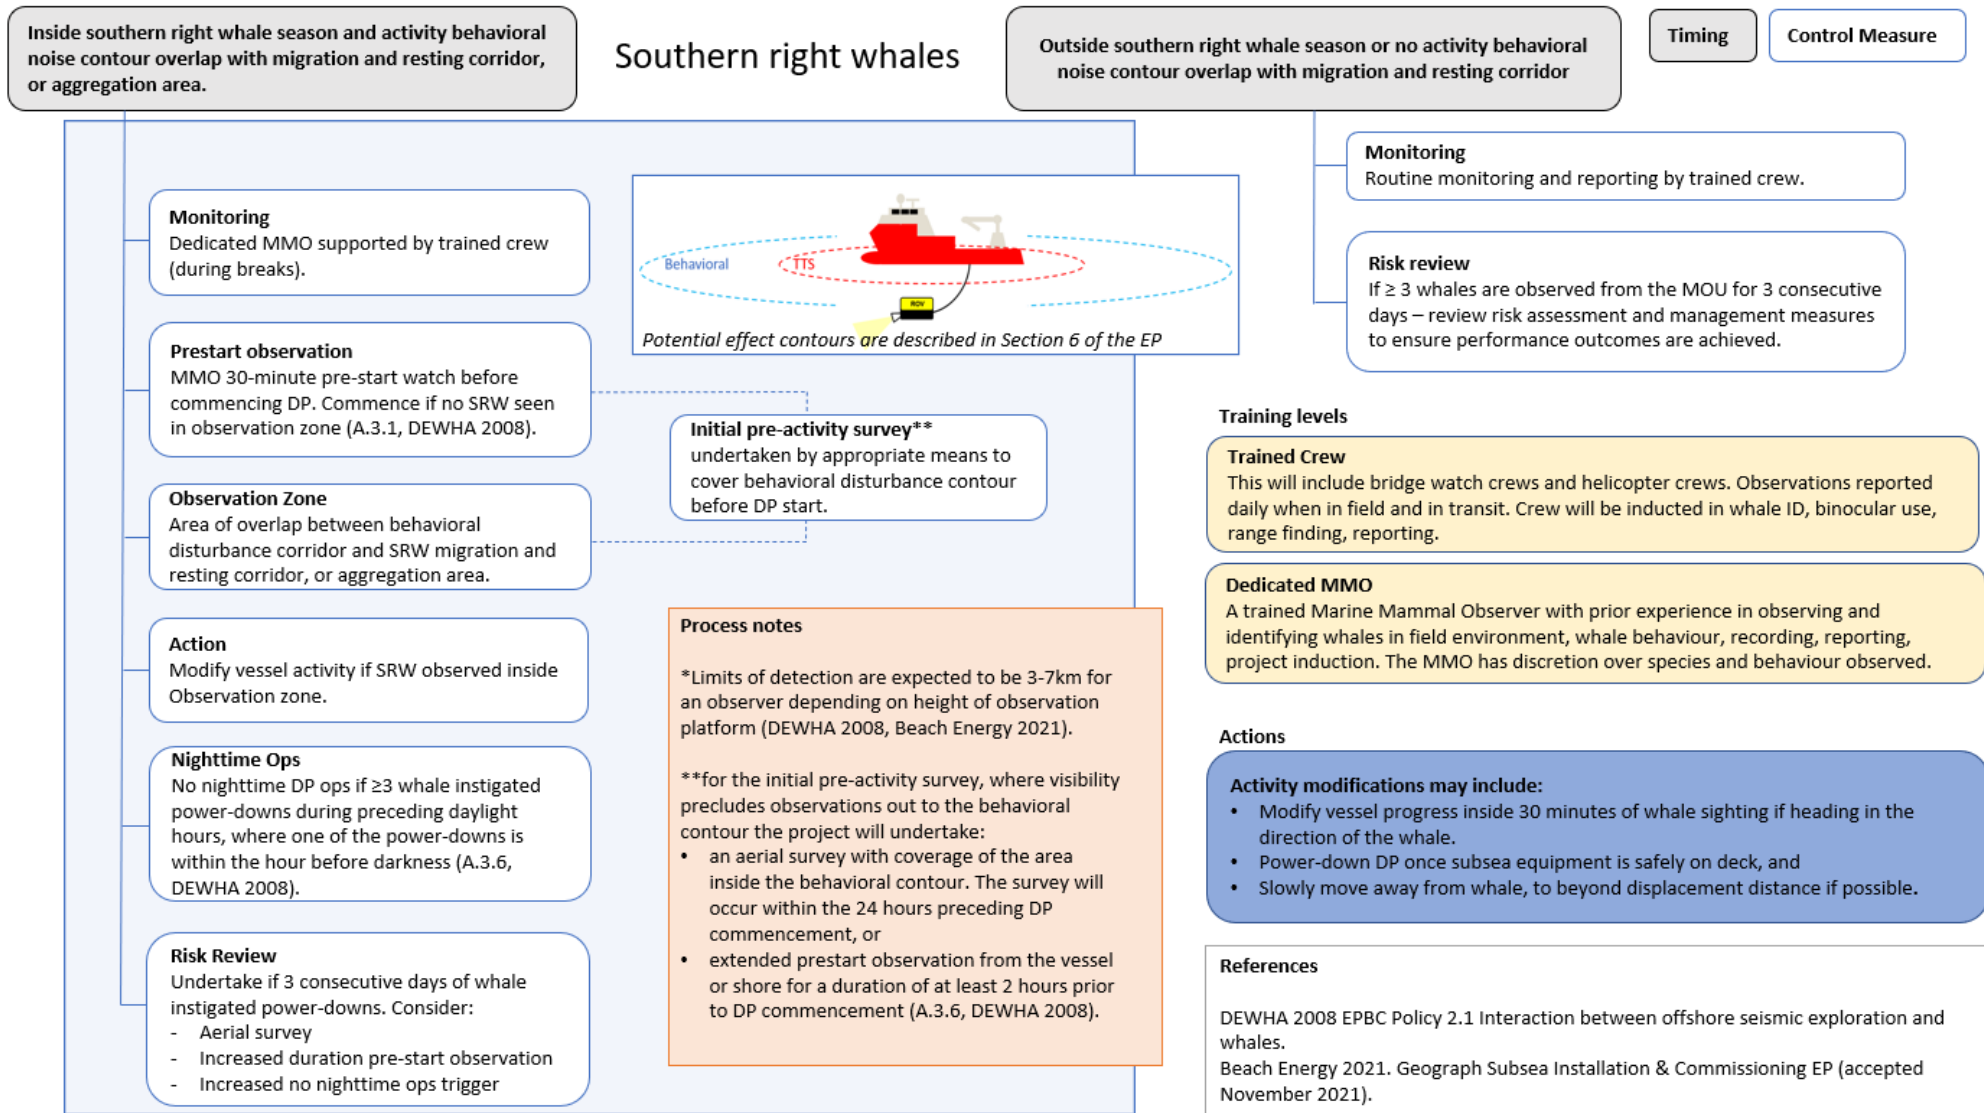 Inside southern right whale season and activity behavioral
noise contour overlap with migration and resting corridor,
or aggregation area.
Southern right whales
Outside southern right whale season or no activity behavioral
noise contour overlap with migration and resting corridor
Timing
Control Measure
Monitoring
Dedicated MMO supported by trained crew
(during breaks).
Prestart observation
MMO 30-minute pre-start watch before
commencing DP. Commence if no SRW seen
in observation zone (A.3.1, DEWHA 2008).
Observation Zone
Area of overlap between behavioral
disturbance corridor and SRW migration and
resting corridor, or aggregation area.
Action
Modify vessel activity if SRW observed inside
Observation zone.
Nighttime Ops
No nighttime DP ops if ≥3 whale instigated
power-downs during preceding daylight
hours, where one of the power-downs is
within the hour before darkness (A.3.6,
DEWHA 2008).
Risk Review
Undertake if 3 consecutive days of whale
instigated power-downs. Consider:
- Aerial survey
- Increased duration pre-start observation
- Increased no nighttime ops trigger
Behavioral
TTS
ROV
Potential effect contours are described in Section 6 of the EP
Initial pre-activity survey**
undertaken by appropriate means to
cover behavioral disturbance contour
before DP start.
Process notes
*Limits of detection are expected to be 3-7km for
an observer depending on height of observation
platform (DEWHA 2008, Beach Energy 2021).
**for the initial pre-activity survey, where visibility
precludes observations out to the behavioral
contour the project will undertake:
• an aerial survey with coverage of the area
inside the behavioral contour. The survey will
occur within the 24 hours preceding DP
commencement, or
• extended prestart observation from the vessel
or shore for a duration of at least 2 hours prior
to DP commencement (A.3.6, DEWHA 2008).
Monitoring
Routine monitoring and reporting by trained crew.
Risk review
If ≥ 3 whales are observed from the MOU for 3 consecutive
days – review risk assessment and management measures
to ensure performance outcomes are achieved.
Training levels
Trained Crew
This will include bridge watch crews and helicopter crews. Observations reported
daily when in field and in transit. Crew will be inducted in whale ID, binocular use,
range finding, reporting.
Dedicated MMO
A trained Marine Mammal Observer with prior experience in observing and
identifying whales in field environment, whale behaviour, recording, reporting,
project induction. The MMO has discretion over species and behaviour observed.
Actions
Activity modifications may include:
• Modify vessel progress inside 30 minutes of whale sighting if heading in the
direction of the whale.
• Power-down DP once subsea equipment is safely on deck, and
• Slowly move away from whale, to beyond displacement distance if possible.
References
DEWHA 2008 EPBC Policy 2.1 Interaction between offshore seismic exploration and
whales.
Beach Energy 2021. Geograph Subsea Installation & Commissioning EP (accepted
November 2021).